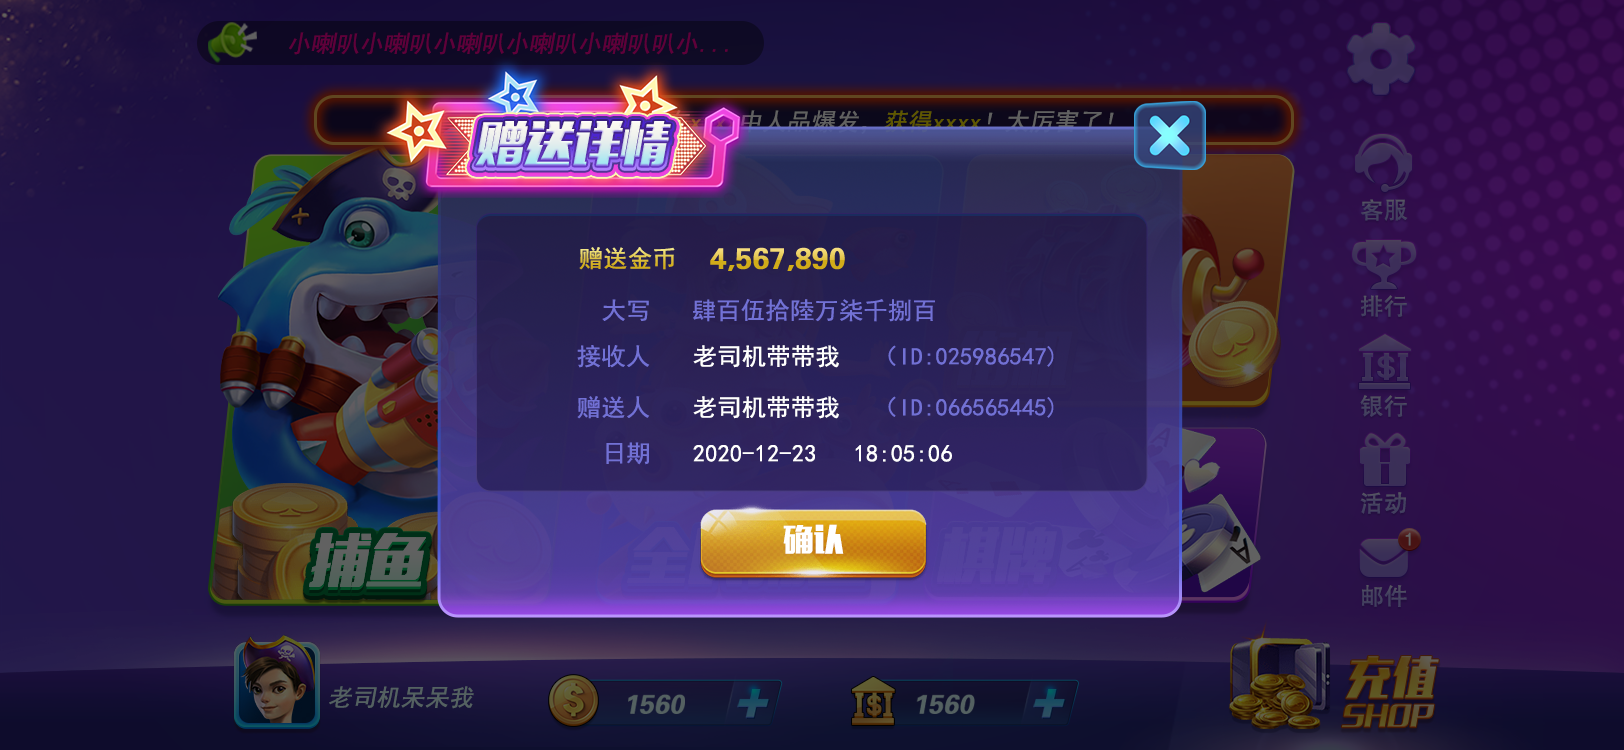 小喇叭小喇叭小喇叭小喇叭小喇叭叭小...
中人品爆发, 获得xxxx! 大厉害了!
赠送详情
赠送金币 4,567,890
大写 肆百伍拾陸万柒千捌百
接收人 老司机带带我 (ID:025986547)
赠送人 老司机带带我 (ID:066565445)
日期 2020-12-23 18:05:06
确认
捕鱼
棋牌
客服
排行
银行
活动
1
邮件
老司机呆呆我
1560
1560
充值
SHOP